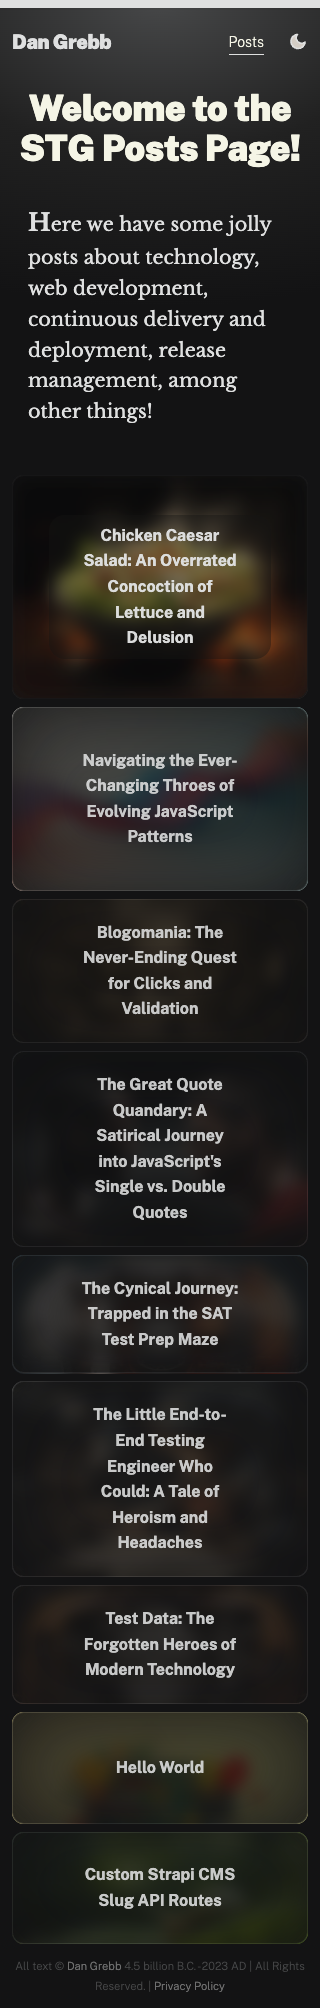 Dan Grebb
Posts
Welcome to the
STG Posts Page!
Here we have some jolly
posts about technology,
web development,
continuous delivery and
deployment, release
management, among
other things!
Chicken Caesar
Salad: An Overrated
Concoction of
Lettuce and
Delusion
Navigating the Ever-
Changing Throes of
Evolving JavaScript
Patterns
Blogomania: The
Never-Ending Quest
for Clicks and
Validation
The Great Quote
Quandary: A
Satirical Journey
into JavaScript's
Single vs. Double
Quotes
The Cynical Journey:
Trapped in the SAT
Test Prep Maze
The Little End-to-
End Testing
Engineer Who
Could: A Tale of
Heroism and
Headaches
Test Data: The
Forgotten Heroes of
Modern Technology
Hello World
Custom Strapi CMS
Slug API Routes
All text © Dan Grebb 4.5 billion B.C. -2023 AD | All Rights
Reserved. | Privacy Policy